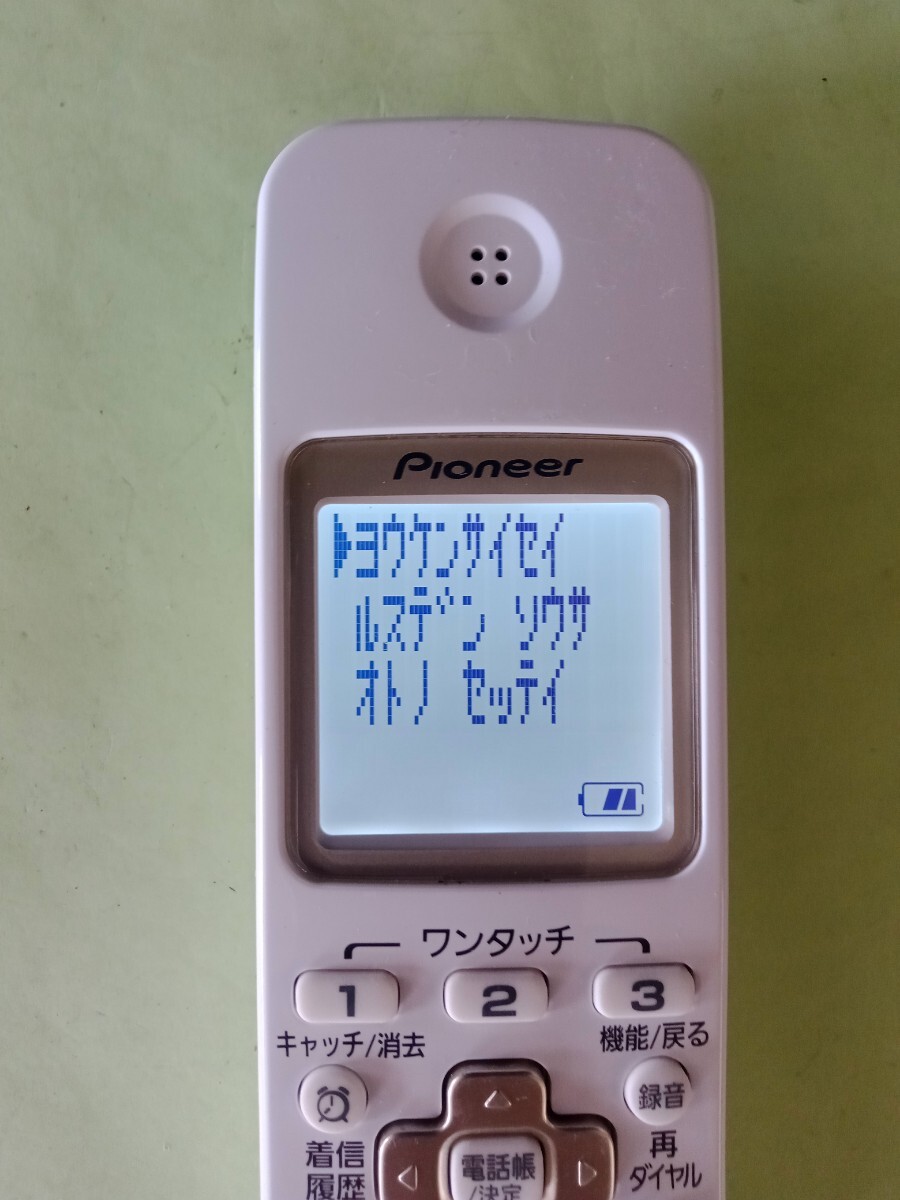 Pioneer
ヨウケンサイセイ
ルスデン ソウサ
オトノ セッテイ
ワンタッチ
1 2 3
キャッチ/消去 機能/戻る
録音
着信 再
履歴 ダイヤル
電話帳
/決定